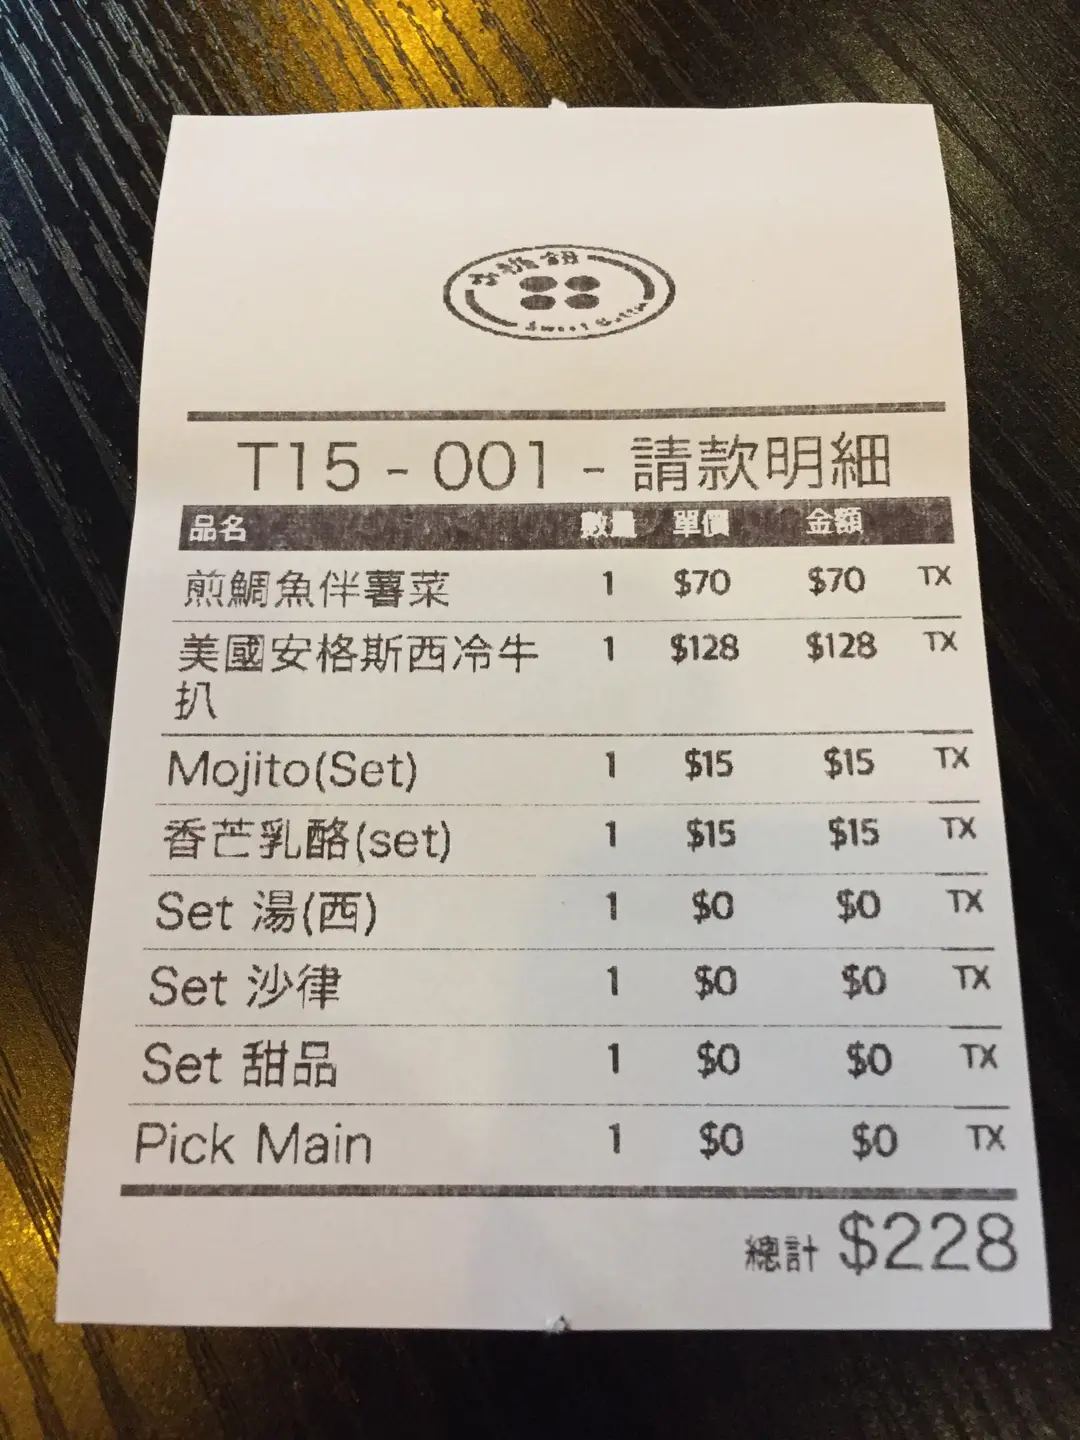 Sweet Button
T15 - 001 - 請款明細
品名 數量 單價 金額
煎鯛魚伴薯菜 1 $70 $70 TX
美國安格斯西冷牛 1 $128 $128 TX
扒
Mojito(Set) 1 $15 $15 TX
香芒乳酪(set) 1 $15 $15 TX
Set 湯(西) 1 $0 $0 TX
Set 沙律 1 $0 $0 TX
Set 甜品 1 $0 $0 TX
Pick Main 1 $0 $0 TX
總計 $228